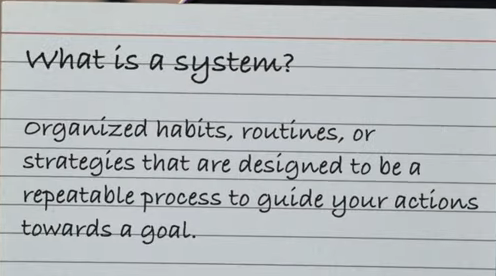 What is a system?
Organized habits, routines, or
strategies that are designed to be a
repeatable process to guide your actions
towards a goal.